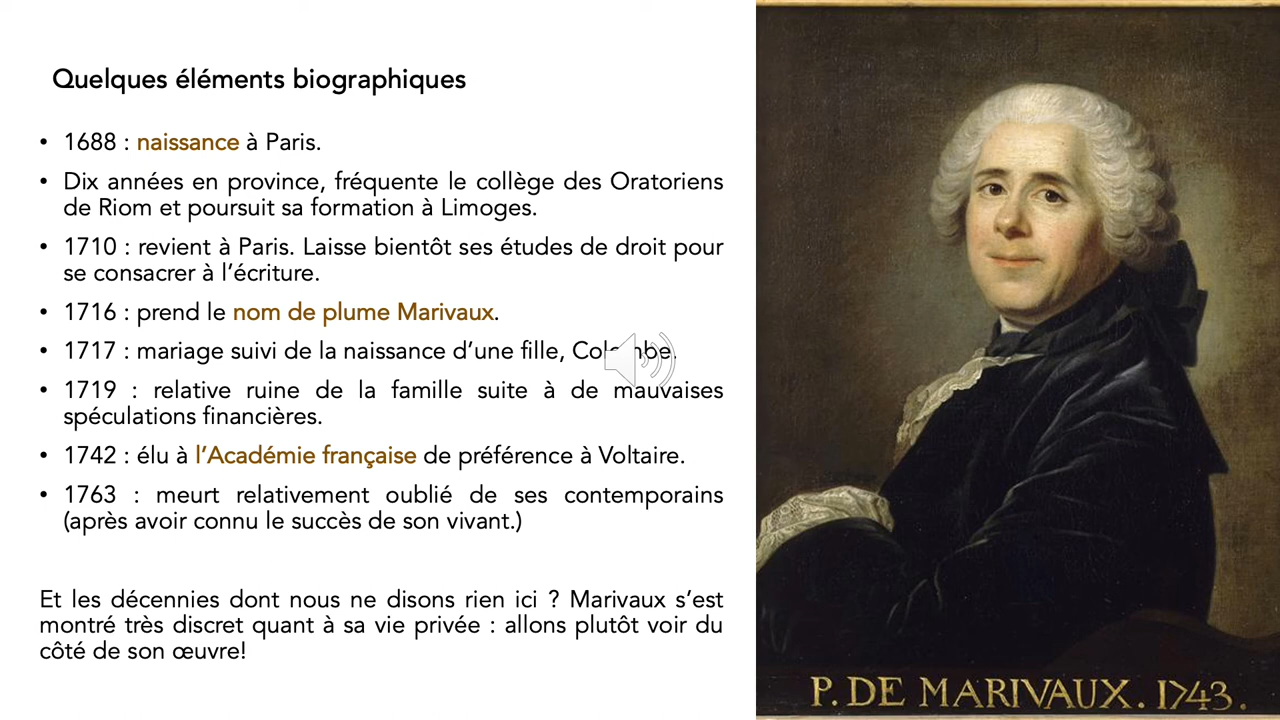 Quelques éléments biographiques
• 1688 : naissance à Paris.
• Dix années en province, fréquente le collège des Oratoriens
de Riom et poursuit sa formation à Limoges.
• 1710 : revient à Paris. Laisse bientôt ses études de droit pour
se consacrer à l’écriture.
• 1716 : prend le nom de plume Marivaux.
• 1717 : mariage suivi de la naissance d’une fille, Colombe.
• 1719 : relative ruine de la famille suite à de mauvaises
spéculations financières.
• 1742 : élu à l’Académie française de préférence à Voltaire.
• 1763 : meurt relativement oublié de ses contemporains
(après avoir connu le succès de son vivant.)
Et les décennies dont nous ne disons rien ici ? Marivaux s’est
montré très discret quant à sa vie privée : allons plutôt voir du
côté de son œuvre!
P. DE MARIVAUX. 1743.